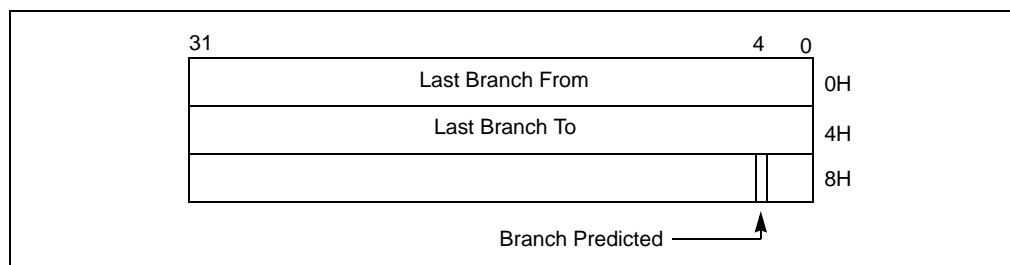 31 4 0
Last Branch From 0H
Last Branch To 4H
8H
Branch Predicted